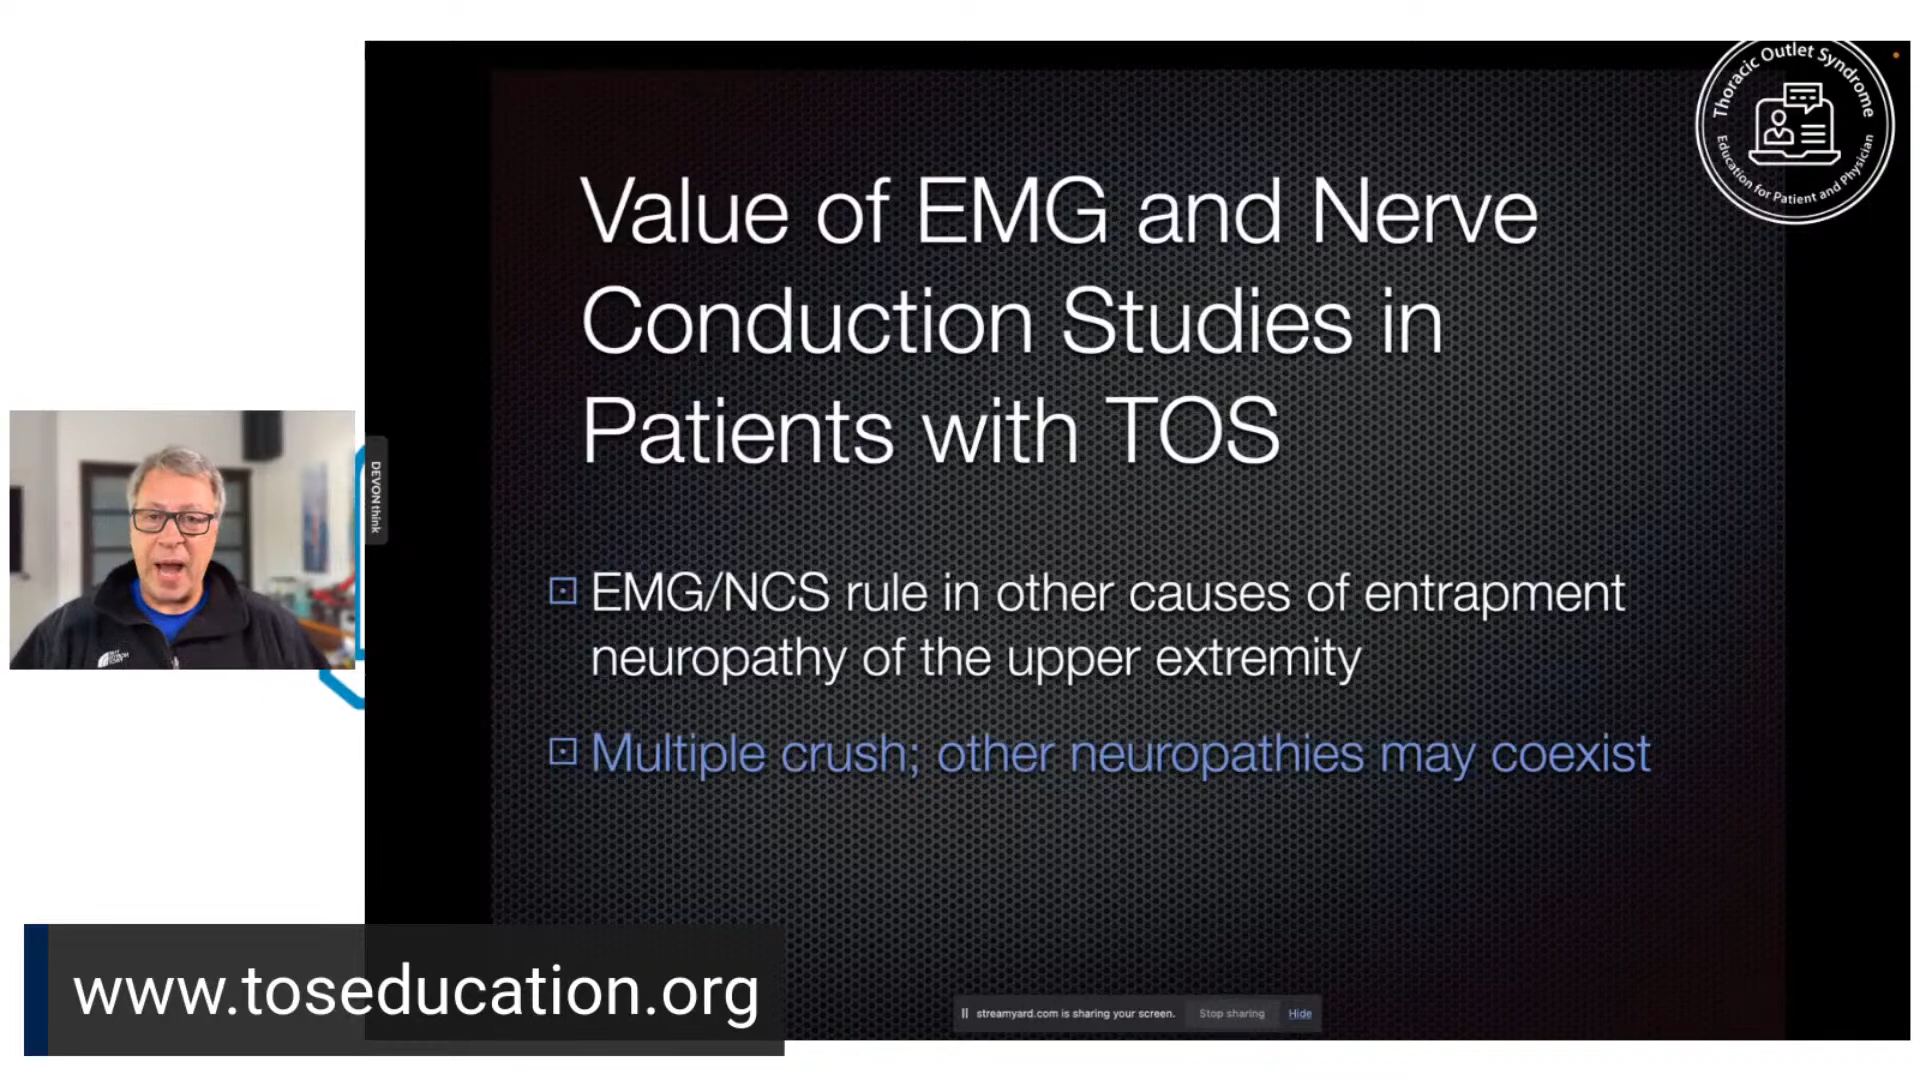 Thoracic Outlet Syndrome
Education for Patient and Physician
Value of EMG and Nerve
Conduction Studies in
Patients with TOS
DEVONthink
EMG/NCS rule in other causes of entrapment
neuropathy of the upper extremity
Multiple crush; other neuropathies may coexist
www.toseducation.org
streamyard.com is sharing your screen. Stop sharing Hide